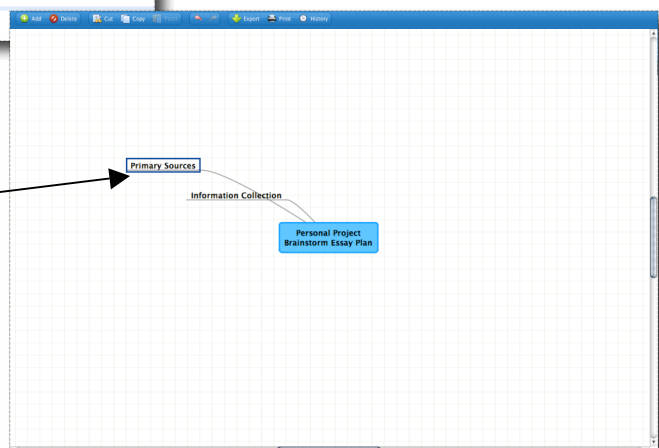 Add Delete Cut Copy Paste Export Print History
Primary Sources
Information Collection
Personal Project
Brainstorm Essay Plan